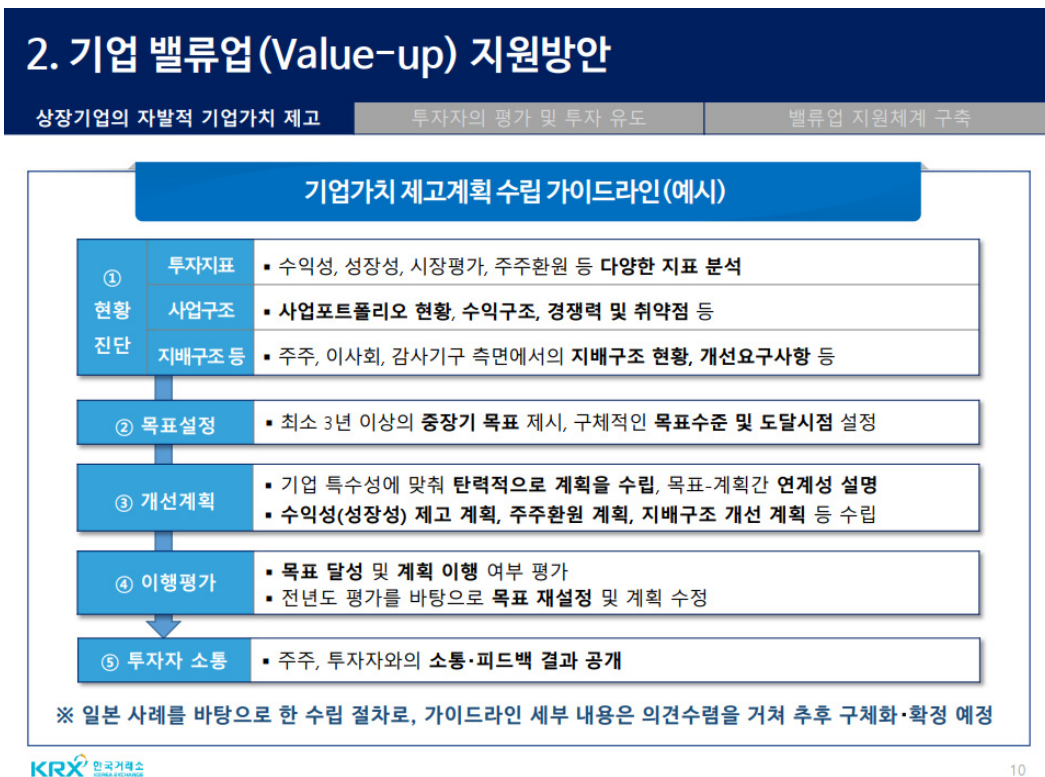 2. 기업 밸류업(Value-up) 지원방안
상장기업의 자발적 기업가치 제고
투자자의 평가 및 투자 유도
밸류업 지원체계 구축
기업가치 제고계획 수립 가이드라인(예시)
①
현황
진단
투자지표
▪ 수익성, 성장성, 시장평가, 주주환원 등 다양한 지표 분석
사업구조
▪ 사업포트폴리오 현황, 수익구조, 경쟁력 및 취약점 등
지배구조 등
▪ 주주, 이사회, 감사기구 측면에서의 지배구조 현황, 개선요구사항 등
② 목표설정
▪ 최소 3년 이상의 중장기 목표 제시, 구체적인 목표수준 및 도달시점 설정
③ 개선계획
▪ 기업 특수성에 맞춰 탄력적으로 계획을 수립, 목표-계획간 연계성 설명
▪ 수익성(성장성) 제고 계획, 주주환원 계획, 지배구조 개선 계획 등 수립
④ 이행평가
▪ 목표 달성 및 계획 이행 여부 평가
▪ 전년도 평가를 바탕으로 목표 재설정 및 계획 수정
⑤ 투자자 소통
▪ 주주, 투자자와의 소통·피드백 결과 공개
※ 일본 사례를 바탕으로 한 수립 절차로, 가이드라인 세부 내용은 의견수렴을 거쳐 추후 구체화·확정 예정
KRX 한국거래소
KOREA EXCHANGE
10